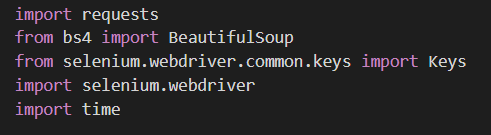 import requests
from bs4 import BeautifulSoup
from selenium.webdriver.common.keys import Keys
import selenium.webdriver
import time